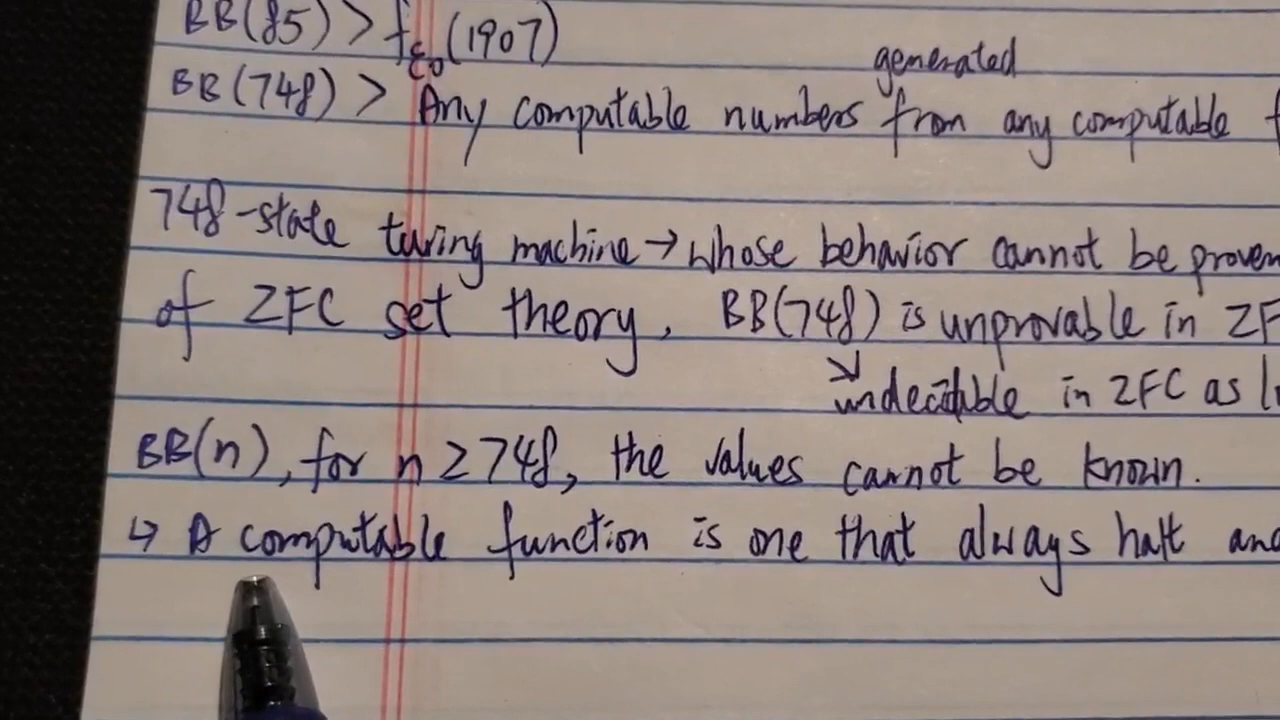 BB(85) > fε₀(1907)
generated
BB(748) > Any computable numbers from any computable f
748-state turing machine → whose behavior cannot be proven
of ZFC set theory, BB(748) is unprovable in ZF
↘ undecidable in ZFC as
BB(n), for n ≥ 748, the values cannot be known.
↳ A computable function is one that always halt and